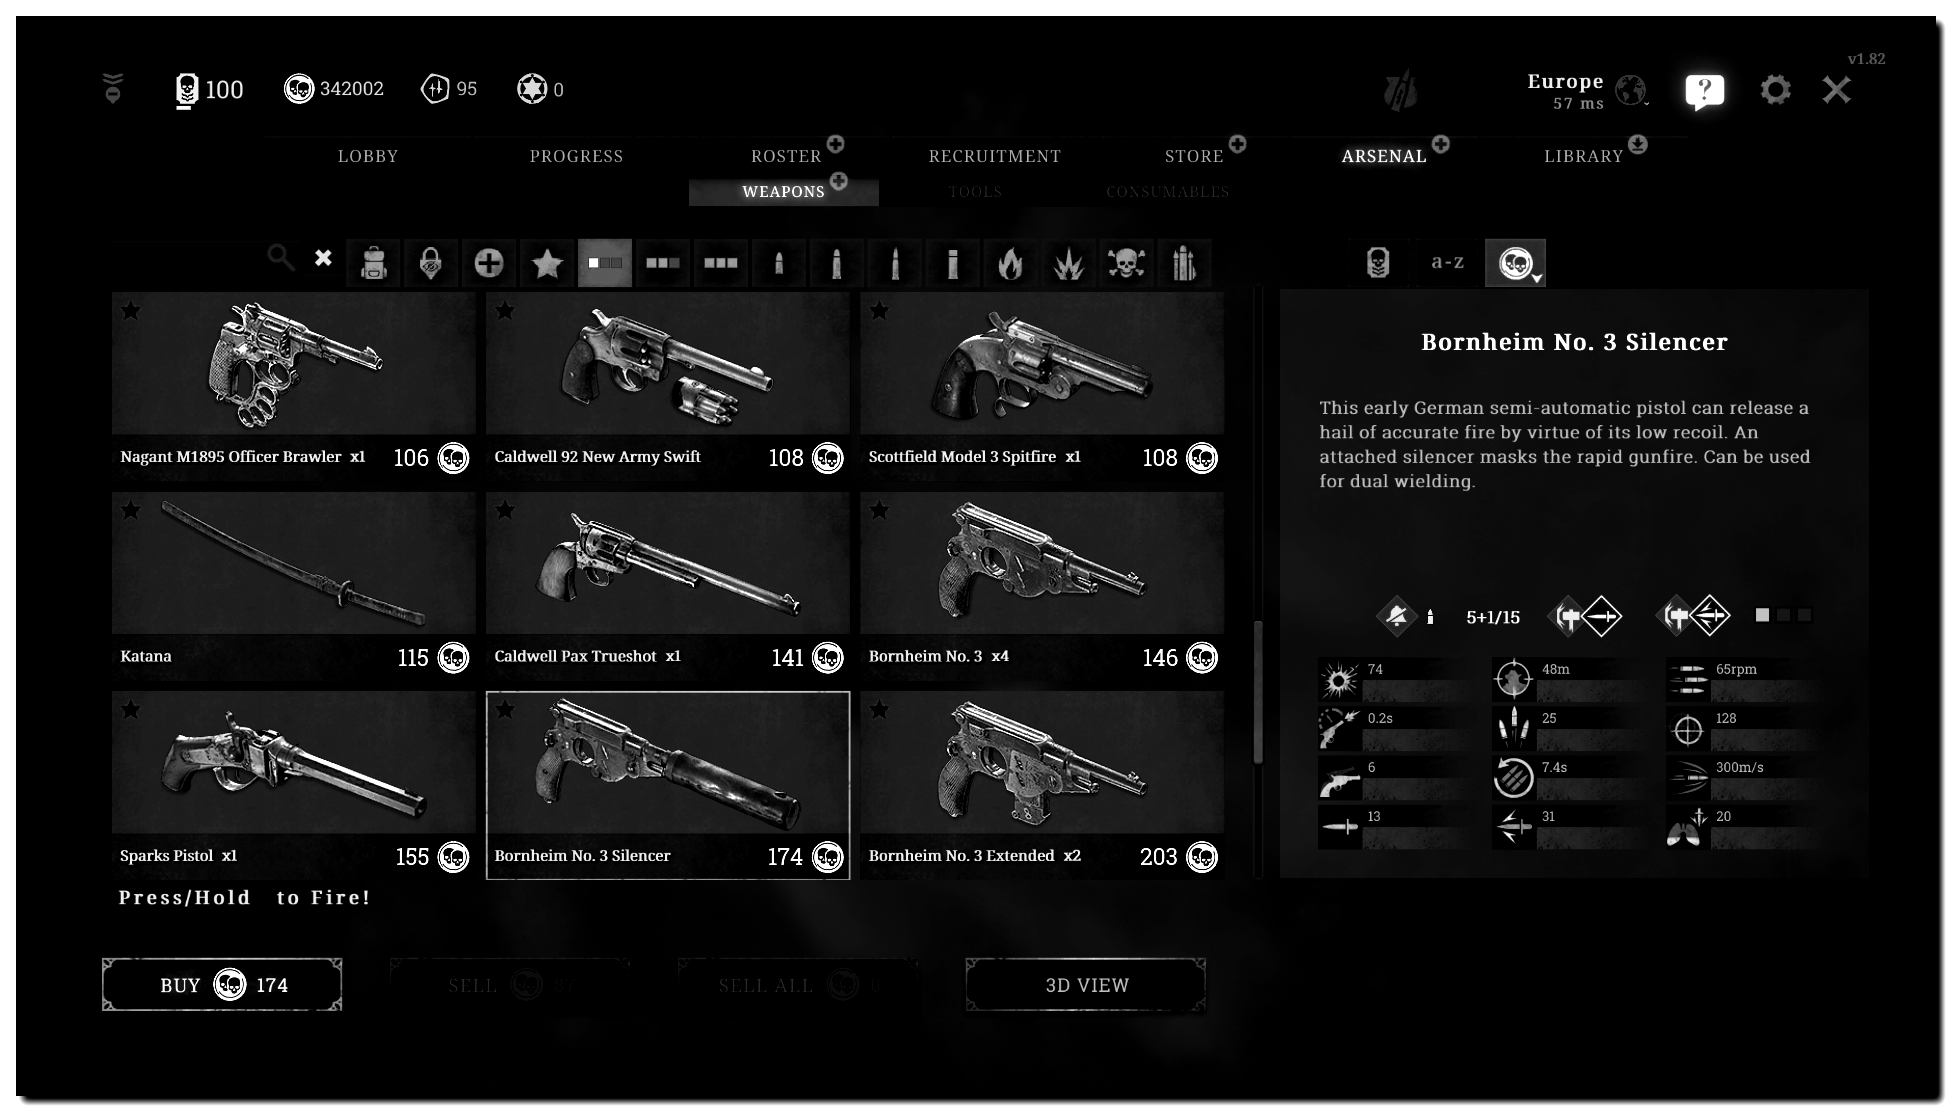 v1.82
100
342002
95
0
Europe
57 ms
?
LOBBY
PROGRESS
ROSTER
RECRUITMENT
STORE
ARSENAL
LIBRARY
WEAPONS
TOOLS
CONSUMABLES
a-z
Nagant M1895 Officer Brawler x1 106
Caldwell 92 New Army Swift 108
Scottfield Model 3 Spitfire x1 108
Katana 115
Caldwell Pax Trueshot x1 141
Bornheim No. 3 x4 146
Sparks Pistol x1 155
Bornheim No. 3 Silencer 174
Bornheim No. 3 Extended x2 203
Press/Hold to Fire!
BUY 174
SELL 87
SELL ALL 0
3D VIEW
Bornheim No. 3 Silencer
This early German semi-automatic pistol can release a
hail of accurate fire by virtue of its low recoil. An
attached silencer masks the rapid gunfire. Can be used
for dual wielding.
5+1/15
74
48m
65rpm
0.2s
25
128
6
7.4s
300m/s
13
31
20